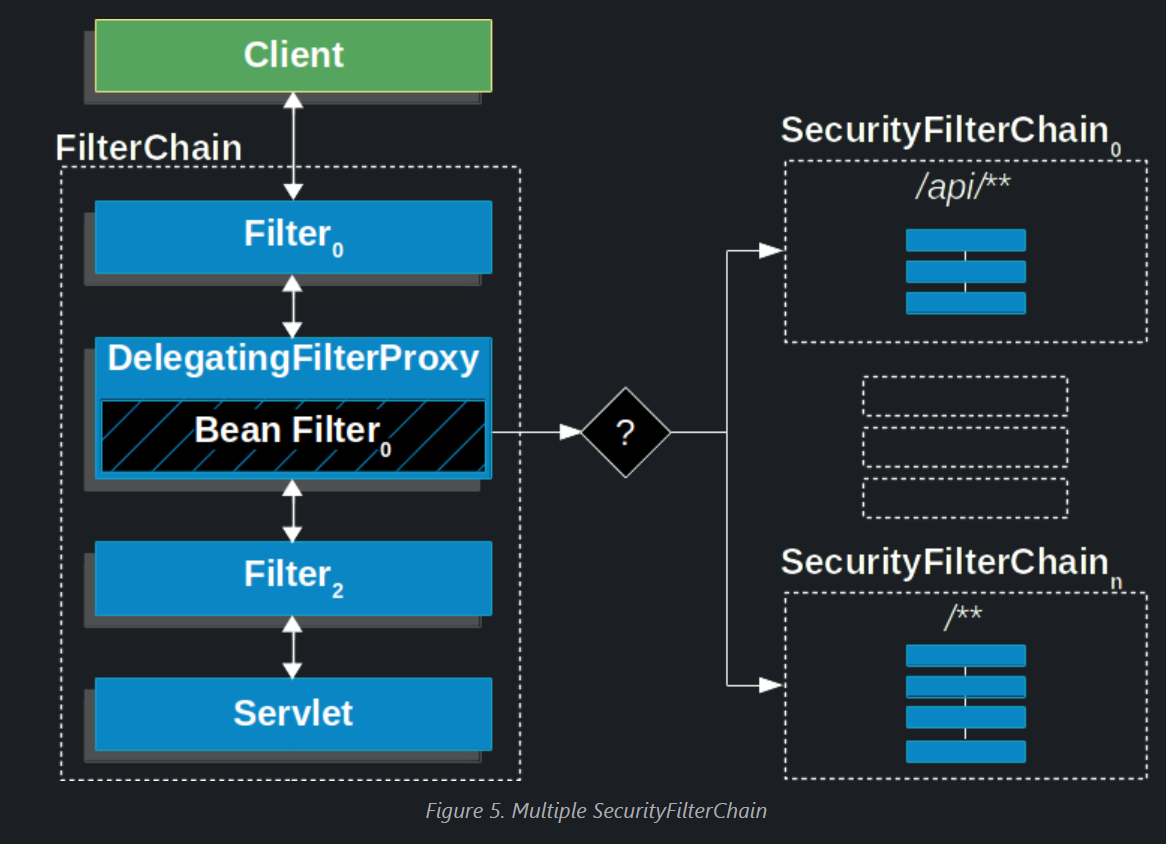 Client
FilterChain
Filter0
DelegatingFilterProxy
Bean Filter0
Filter2
Servlet
?
SecurityFilterChain0
/api/**
SecurityFilterChainn
/**
Figure 5. Multiple SecurityFilterChain